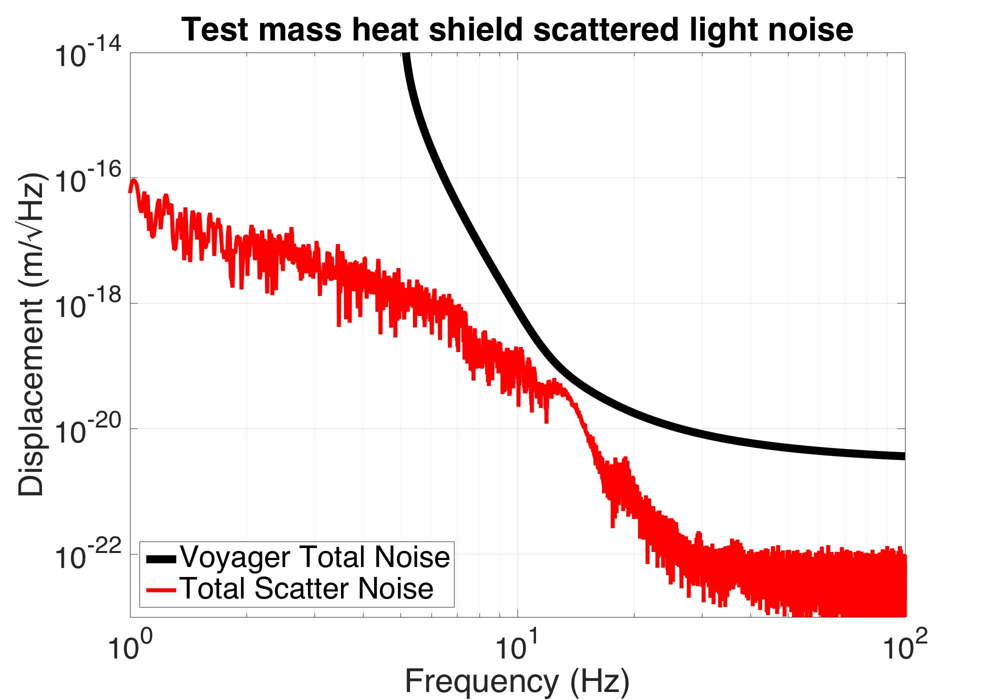 Test mass heat shield scattered light noise
Displacement (m/√Hz)
10^-14
10^-16
10^-18
10^-20
10^-22
Voyager Total Noise
Total Scatter Noise
10^0 10^1 10^2
Frequency (Hz)